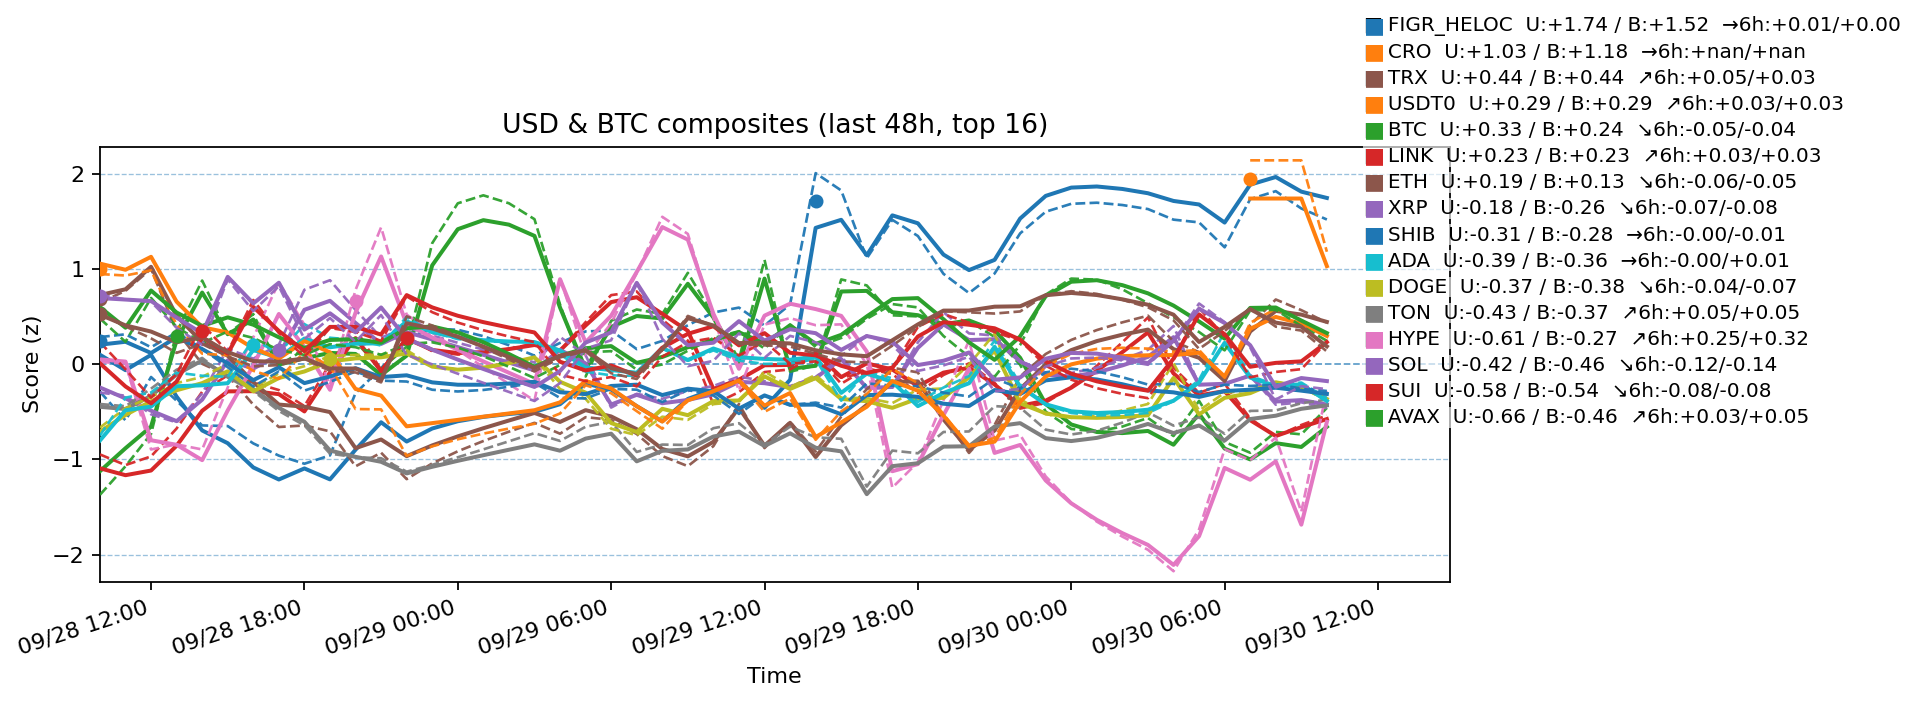 FIGR_HELOC U:+1.74 / B:+1.52 →6h:+0.01/+0.00
CRO U:+1.03 / B:+1.18 →6h:+nan/+nan
TRX U:+0.44 / B:+0.44 ↗6h:+0.05/+0.03
USDT0 U:+0.29 / B:+0.29 ↗6h:+0.03/+0.03
BTC U:+0.33 / B:+0.24 ↘6h:-0.05/-0.04
LINK U:+0.23 / B:+0.23 ↗6h:+0.03/+0.03
ETH U:+0.19 / B:+0.13 ↘6h:-0.06/-0.05
XRP U:-0.18 / B:-0.26 ↘6h:-0.07/-0.08
SHIB U:-0.31 / B:-0.28 →6h:-0.00/-0.01
ADA U:-0.39 / B:-0.36 →6h:-0.00/+0.01
DOGE U:-0.37 / B:-0.38 ↘6h:-0.04/-0.07
TON U:-0.43 / B:-0.37 ↗6h:+0.05/+0.05
HYPE U:-0.61 / B:-0.27 ↗6h:+0.25/+0.32
SOL U:-0.42 / B:-0.46 ↘6h:-0.12/-0.14
SUI U:-0.58 / B:-0.54 ↘6h:-0.08/-0.08
AVAX U:-0.66 / B:-0.46 ↗6h:+0.03/+0.05
USD & BTC composites (last 48h, top 16)
Score (z)
2
1
0
−1
−2
09/28 12:00
09/28 18:00
09/29 00:00
09/29 06:00
09/29 12:00
09/29 18:00
09/30 00:00
09/30 06:00
09/30 12:00
Time